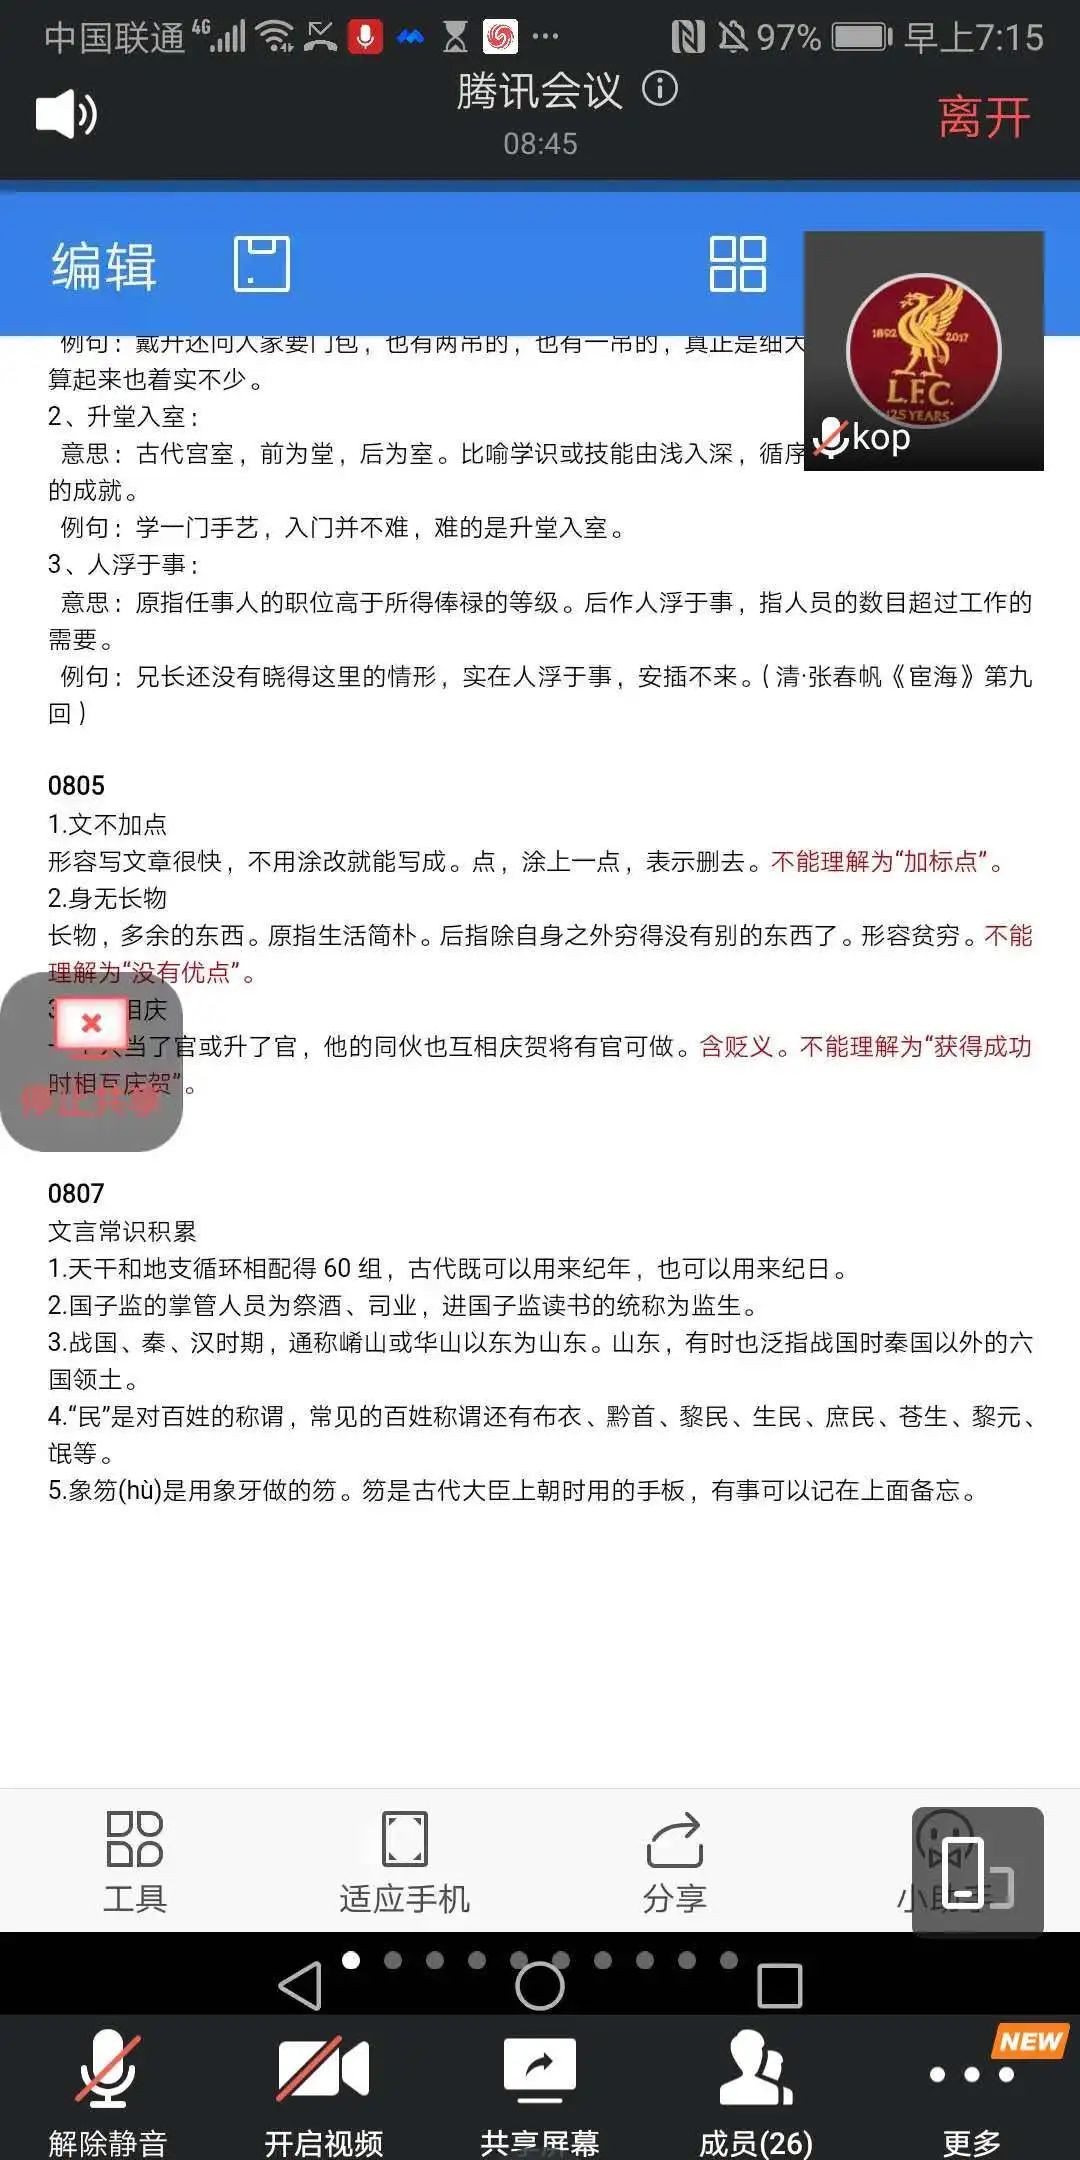 中国联通 4G 97% 早上7:15
腾讯会议
08:45
离开
编辑
1892 2017
L.F.C.
125 YEARS
kop
例句：戴升还问人家要门包，也有两吊的，也有一吊的，真正是细大
算起来也着实不少。
2、升堂入室：
意思：古代宫室，前为堂，后为室。比喻学识或技能由浅入深，循序
的成就。
例句：学一门手艺，入门并不难，难的是升堂入室。
3、人浮于事：
意思：原指任事人的职位高于所得俸禄的等级。后作人浮于事，指人员的数目超过工作的
需要。
例句：兄长还没有晓得这里的情形，实在人浮于事，安插不来。（清·张春帆《宦海》第九
回）
0805
1.文不加点
形容写文章很快，不用涂改就能写成。点，涂上一点，表示删去。不能理解为“加标点”。
2.身无长物
长物，多余的东西。原指生活简朴。后指除自身之外穷得没有别的东西了。形容贫穷。不能
理解为“没有优点”。
3 相庆
当了官或升了官，他的同伙也互相庆贺将有官可做。含贬义。不能理解为“获得成功
时相互庆贺”。
停止共享
0807
文言常识积累
1.天干和地支循环相配得 60 组，古代既可以用来纪年，也可以用来纪日。
2.国子监的掌管人员为祭酒、司业，进国子监读书的统称为监生。
3.战国、秦、汉时期，通称崤山或华山以东为山东。山东，有时也泛指战国时秦国以外的六
国领土。
4.“民”是对百姓的称谓，常见的百姓称谓还有布衣、黔首、黎民、生民、庶民、苍生、黎元、
氓等。
5.象笏(hù)是用象牙做的笏。笏是古代大臣上朝时用的手板，有事可以记在上面备忘。
工具 适应手机 分享 小助手
NEW
解除静音 开启视频 共享屏幕 成员(26) 更多